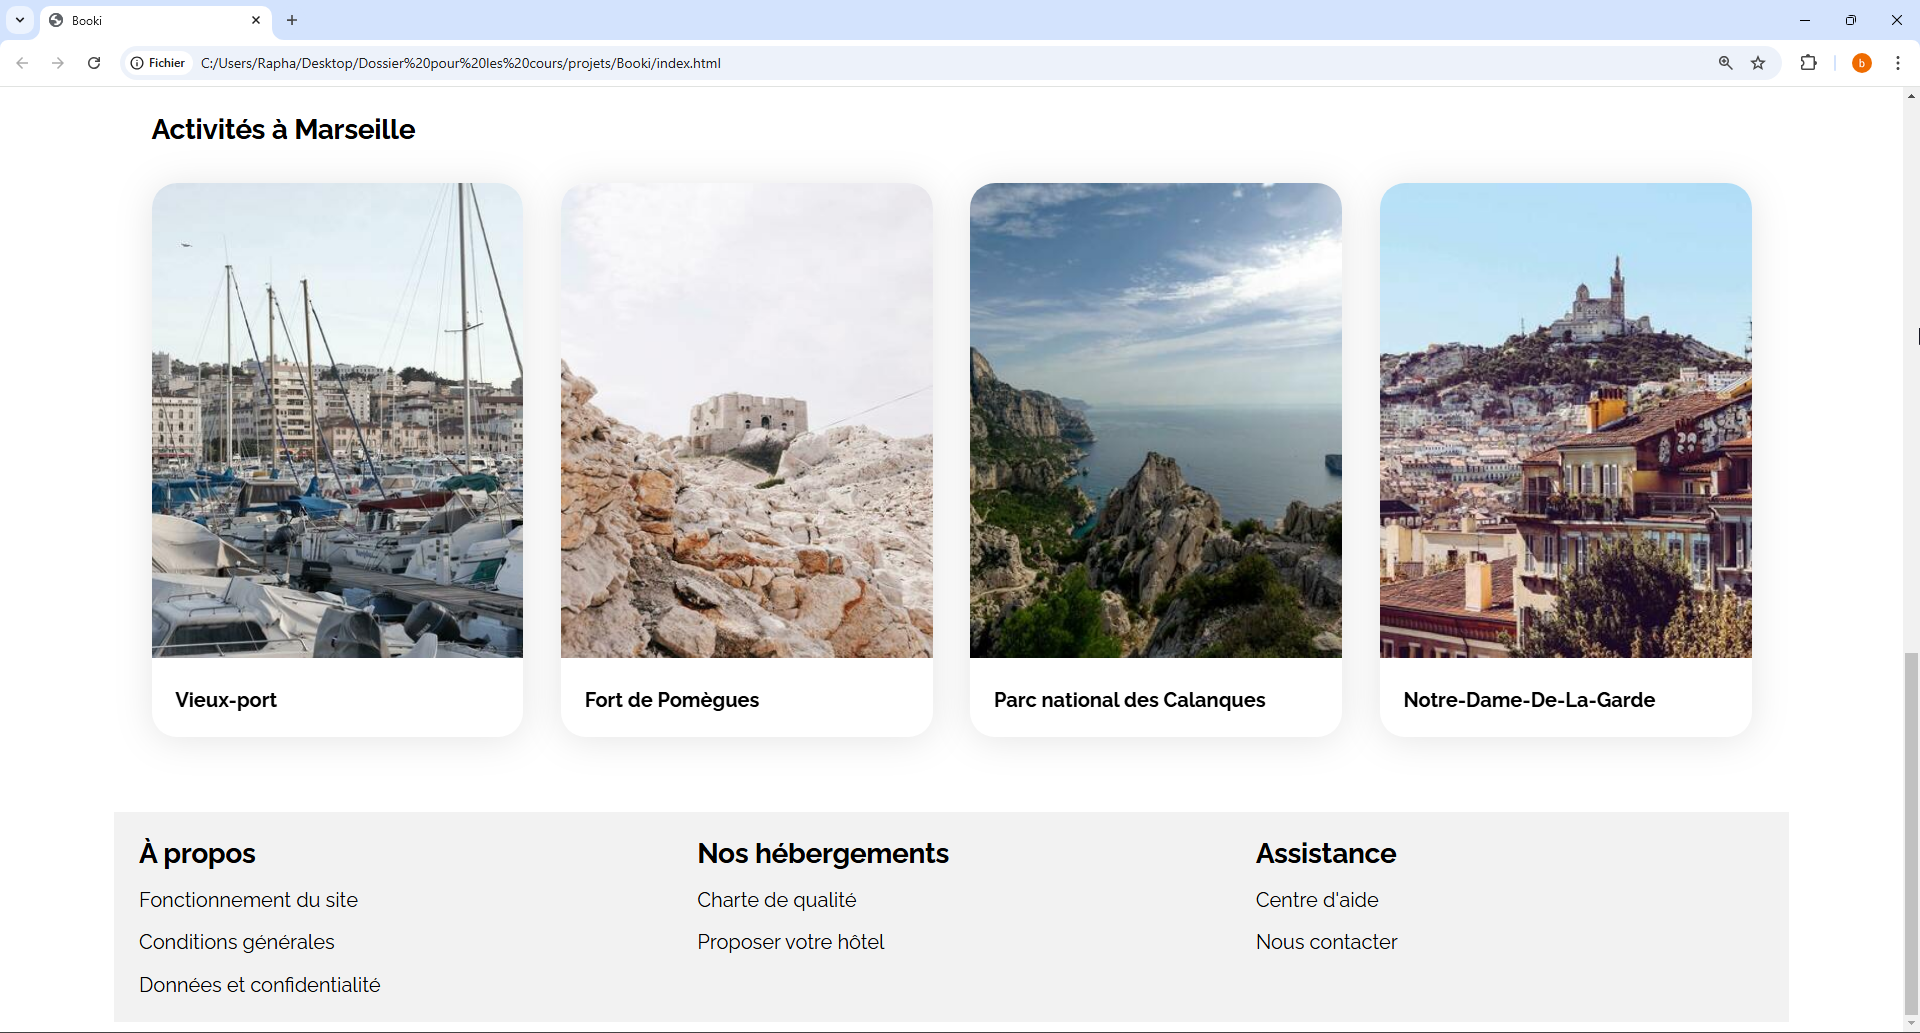 Booki
Fichier
C:/Users/Rapha/Desktop/Dossier%20pour%20les%20cours/projets/Booki/index.html
b
Activités à Marseille
Vieux-port
Fort de Pomègues
Parc national des Calanques
Notre-Dame-De-La-Garde
À propos
Fonctionnement du site
Conditions générales
Données et confidentialité
Nos hébergements
Charte de qualité
Proposer votre hôtel
Assistance
Centre d'aide
Nous contacter